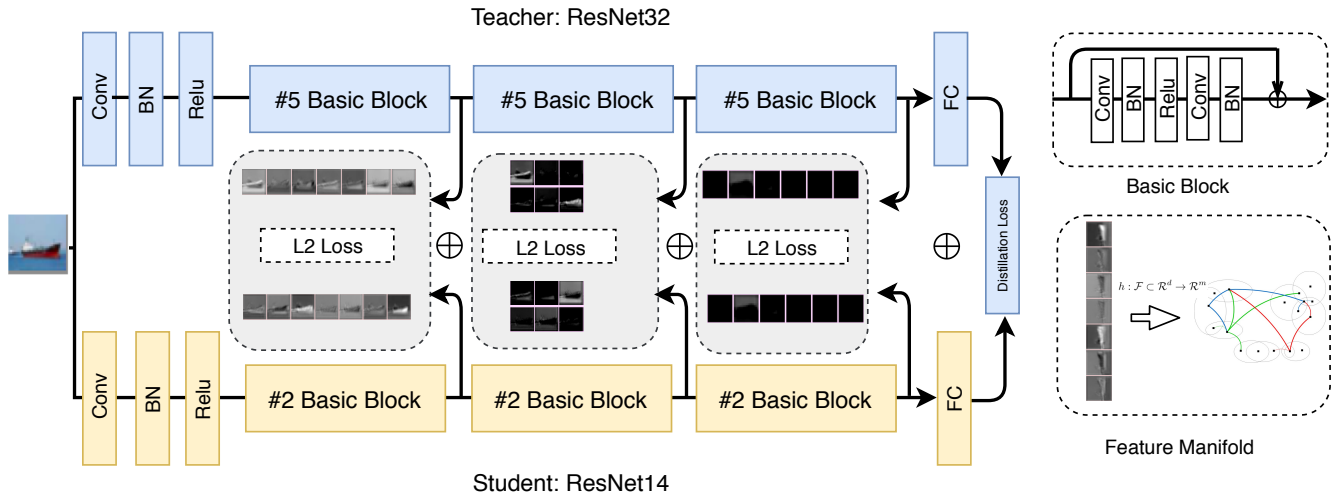 Teacher: ResNet32
Conv
BN
Relu
#5 Basic Block
#5 Basic Block
#5 Basic Block
FC
L2 Loss
L2 Loss
L2 Loss
Distillation Loss
Conv
BN
Relu
#2 Basic Block
#2 Basic Block
#2 Basic Block
FC
Student: ResNet14
Conv
BN
Relu
Conv
BN
Basic Block
h : 𝓕 ⊂ 𝓡^d → 𝓡^m
Feature Manifold